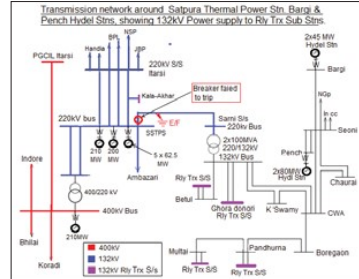 Transmission network around Satpura Thermal Power Stn. Bargi &
Pench Hydel Stns, showing 132kV Power supply to Rly Trx Sub Stns.
PGCIL Itarsi
Handia
BPl
NSP
JBP
220kV S/S
Itarsi
Kala-Akhar
Breaker failed to
trip
2x45 MW
Hydel Stn
Bargi
220kV bus
E/F
SSTPS
Sarni S/s
220kv Bus
W
W
W
210
MW
200
MW
5 x 62.5
MW
2x100MVA
220/132kV
132kV Bus
Ambazari
NGp
In cc
Seoni
Pench
W
2x80MW
Hydl Stn
Chaurai
Indore
400/220 kV
Rly Trx S/s
Betul
Ghora donori
Rly Trx S/s
K'Swamy
CWA
400kV Bus
W
210MW
Bhilai
Koradi
400kV
132kV
132kV Rly Trx S/s
Multai
Rly Trx S/s
Pandhurna
Rly Trx S/s
Boregaon